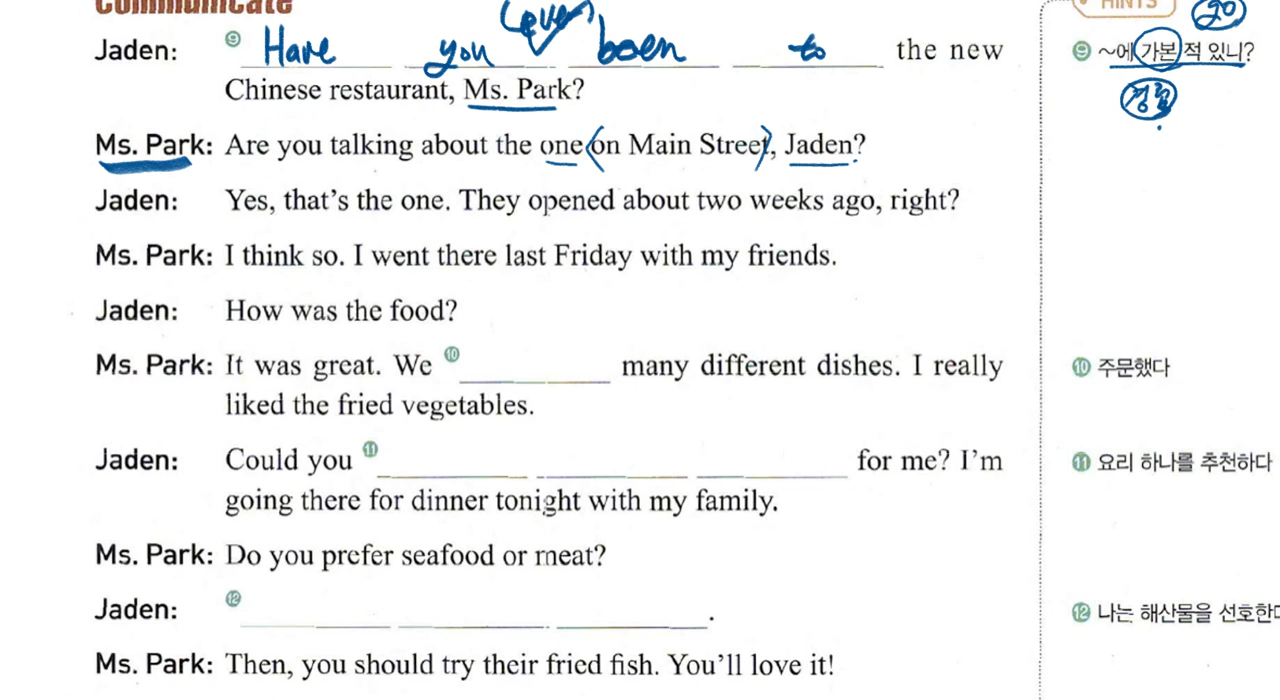 Communicate
HINTS
go
ever
Jaden: ⑨ Have you been to the new
⑨ ~에 가본 적 있니?
경험
Chinese restaurant, Ms. Park?
Ms. Park: Are you talking about the one (on Main Street), Jaden?
Jaden: Yes, that's the one. They opened about two weeks ago, right?
Ms. Park: I think so. I went there last Friday with my friends.
Jaden: How was the food?
Ms. Park: It was great. We ⑩ ____ many different dishes. I really
⑩ 주문했다
liked the fried vegetables.
Jaden: Could you ⑪ ____ ____ ____ for me? I'm
⑪ 요리 하나를 추천하다
going there for dinner tonight with my family.
Ms. Park: Do you prefer seafood or meat?
Jaden: ⑫ ____ ____ ____.
⑫ 나는 해산물을 선호한다
Ms. Park: Then, you should try their fried fish. You'll love it!